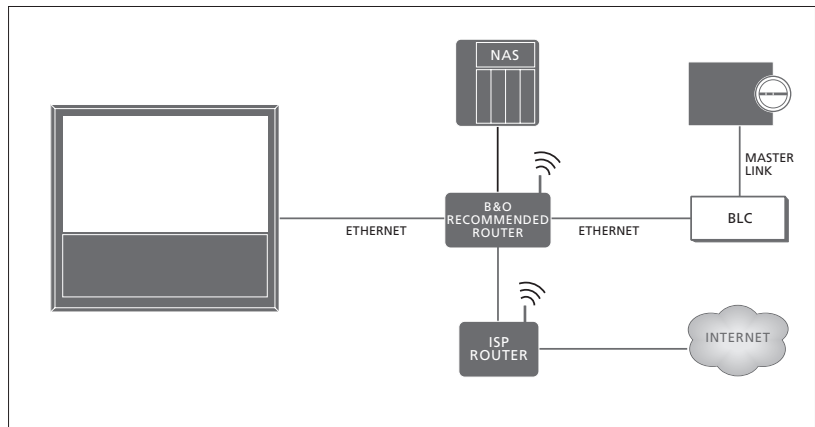 NAS
MASTER
LINK
B&O
RECOMMENDED
ROUTER
ETHERNET
ETHERNET
BLC
ISP
ROUTER
INTERNET